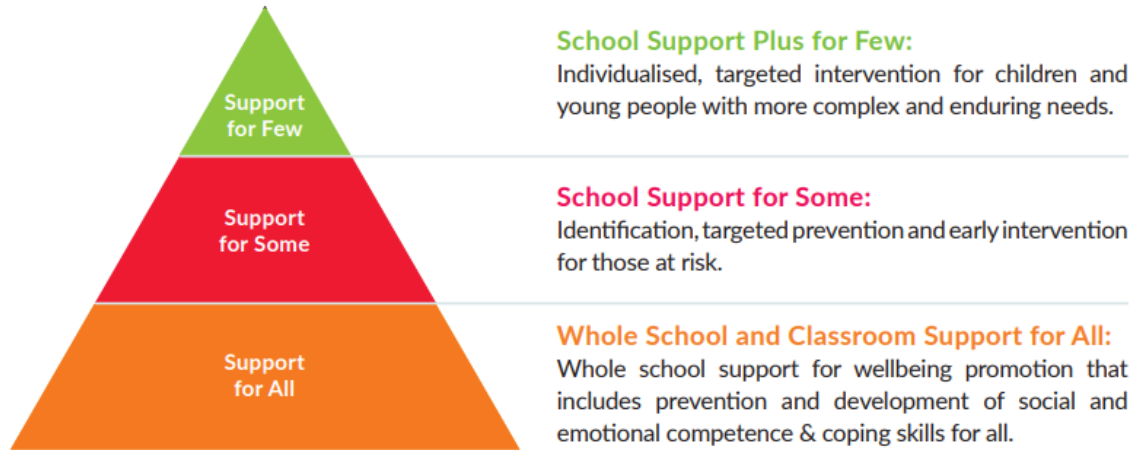 Support
for Few
School Support Plus for Few:
Individualised, targeted intervention for children and
young people with more complex and enduring needs.
Support
for Some
School Support for Some:
Identification, targeted prevention and early intervention
for those at risk.
Support
for All
Whole School and Classroom Support for All:
Whole school support for wellbeing promotion that
includes prevention and development of social and
emotional competence & coping skills for all.